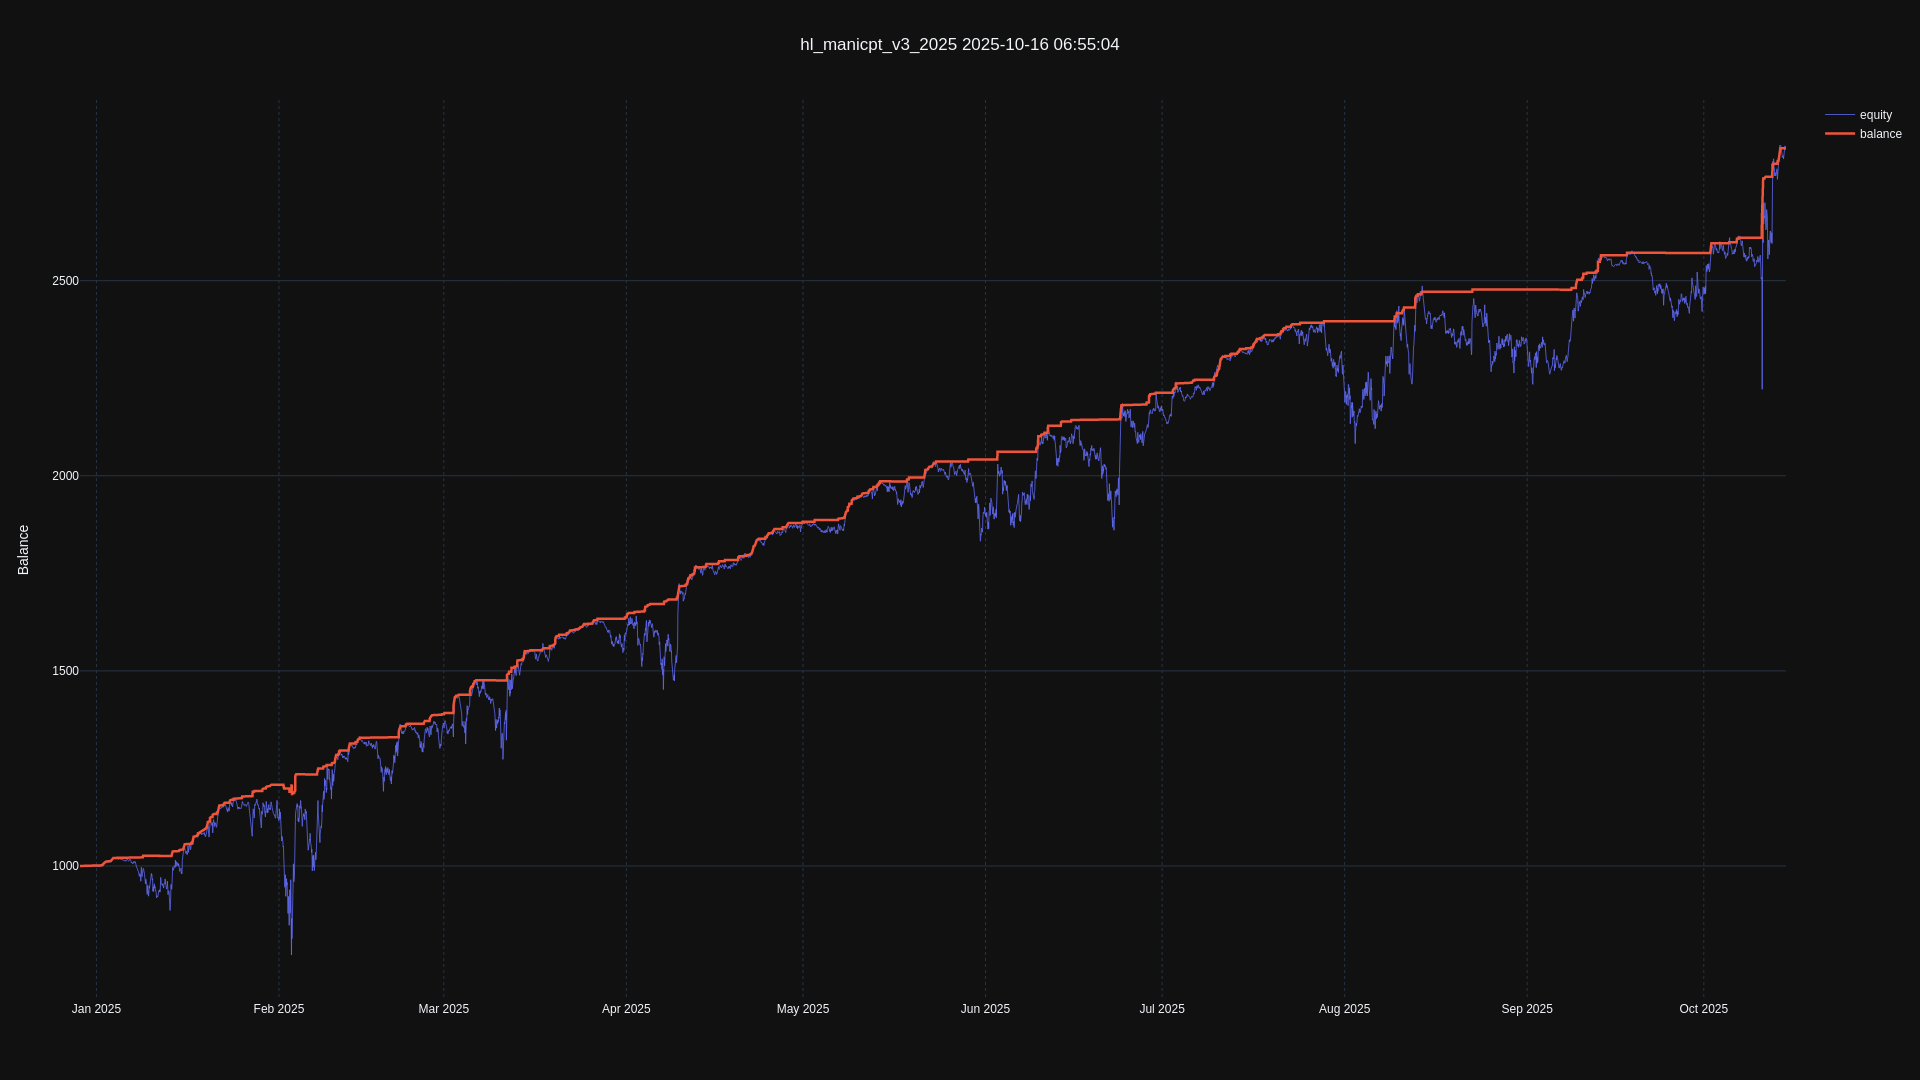 hl_manicpt_v3_2025 2025-10-16 06:55:04
equity
balance
2500
2000
1500
1000
Balance
Jan 2025
Feb 2025
Mar 2025
Apr 2025
May 2025
Jun 2025
Jul 2025
Aug 2025
Sep 2025
Oct 2025